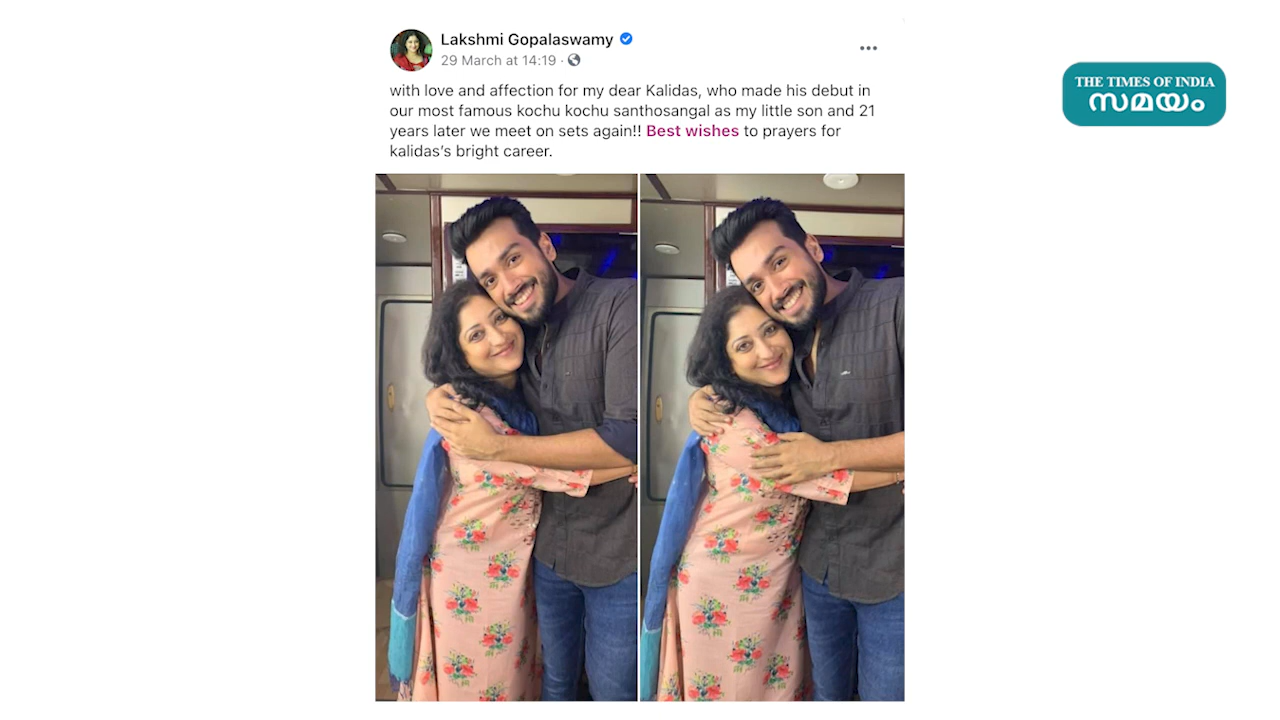 Lakshmi Gopalaswamy
29 March at 14:19 ·
with love and affection for my dear Kalidas, who made his debut in
our most famous kochu kochu santhosangal as my little son and 21
years later we meet on sets again!! Best wishes to prayers for
kalidas’s bright career.
THE TIMES OF INDIA
സമയം